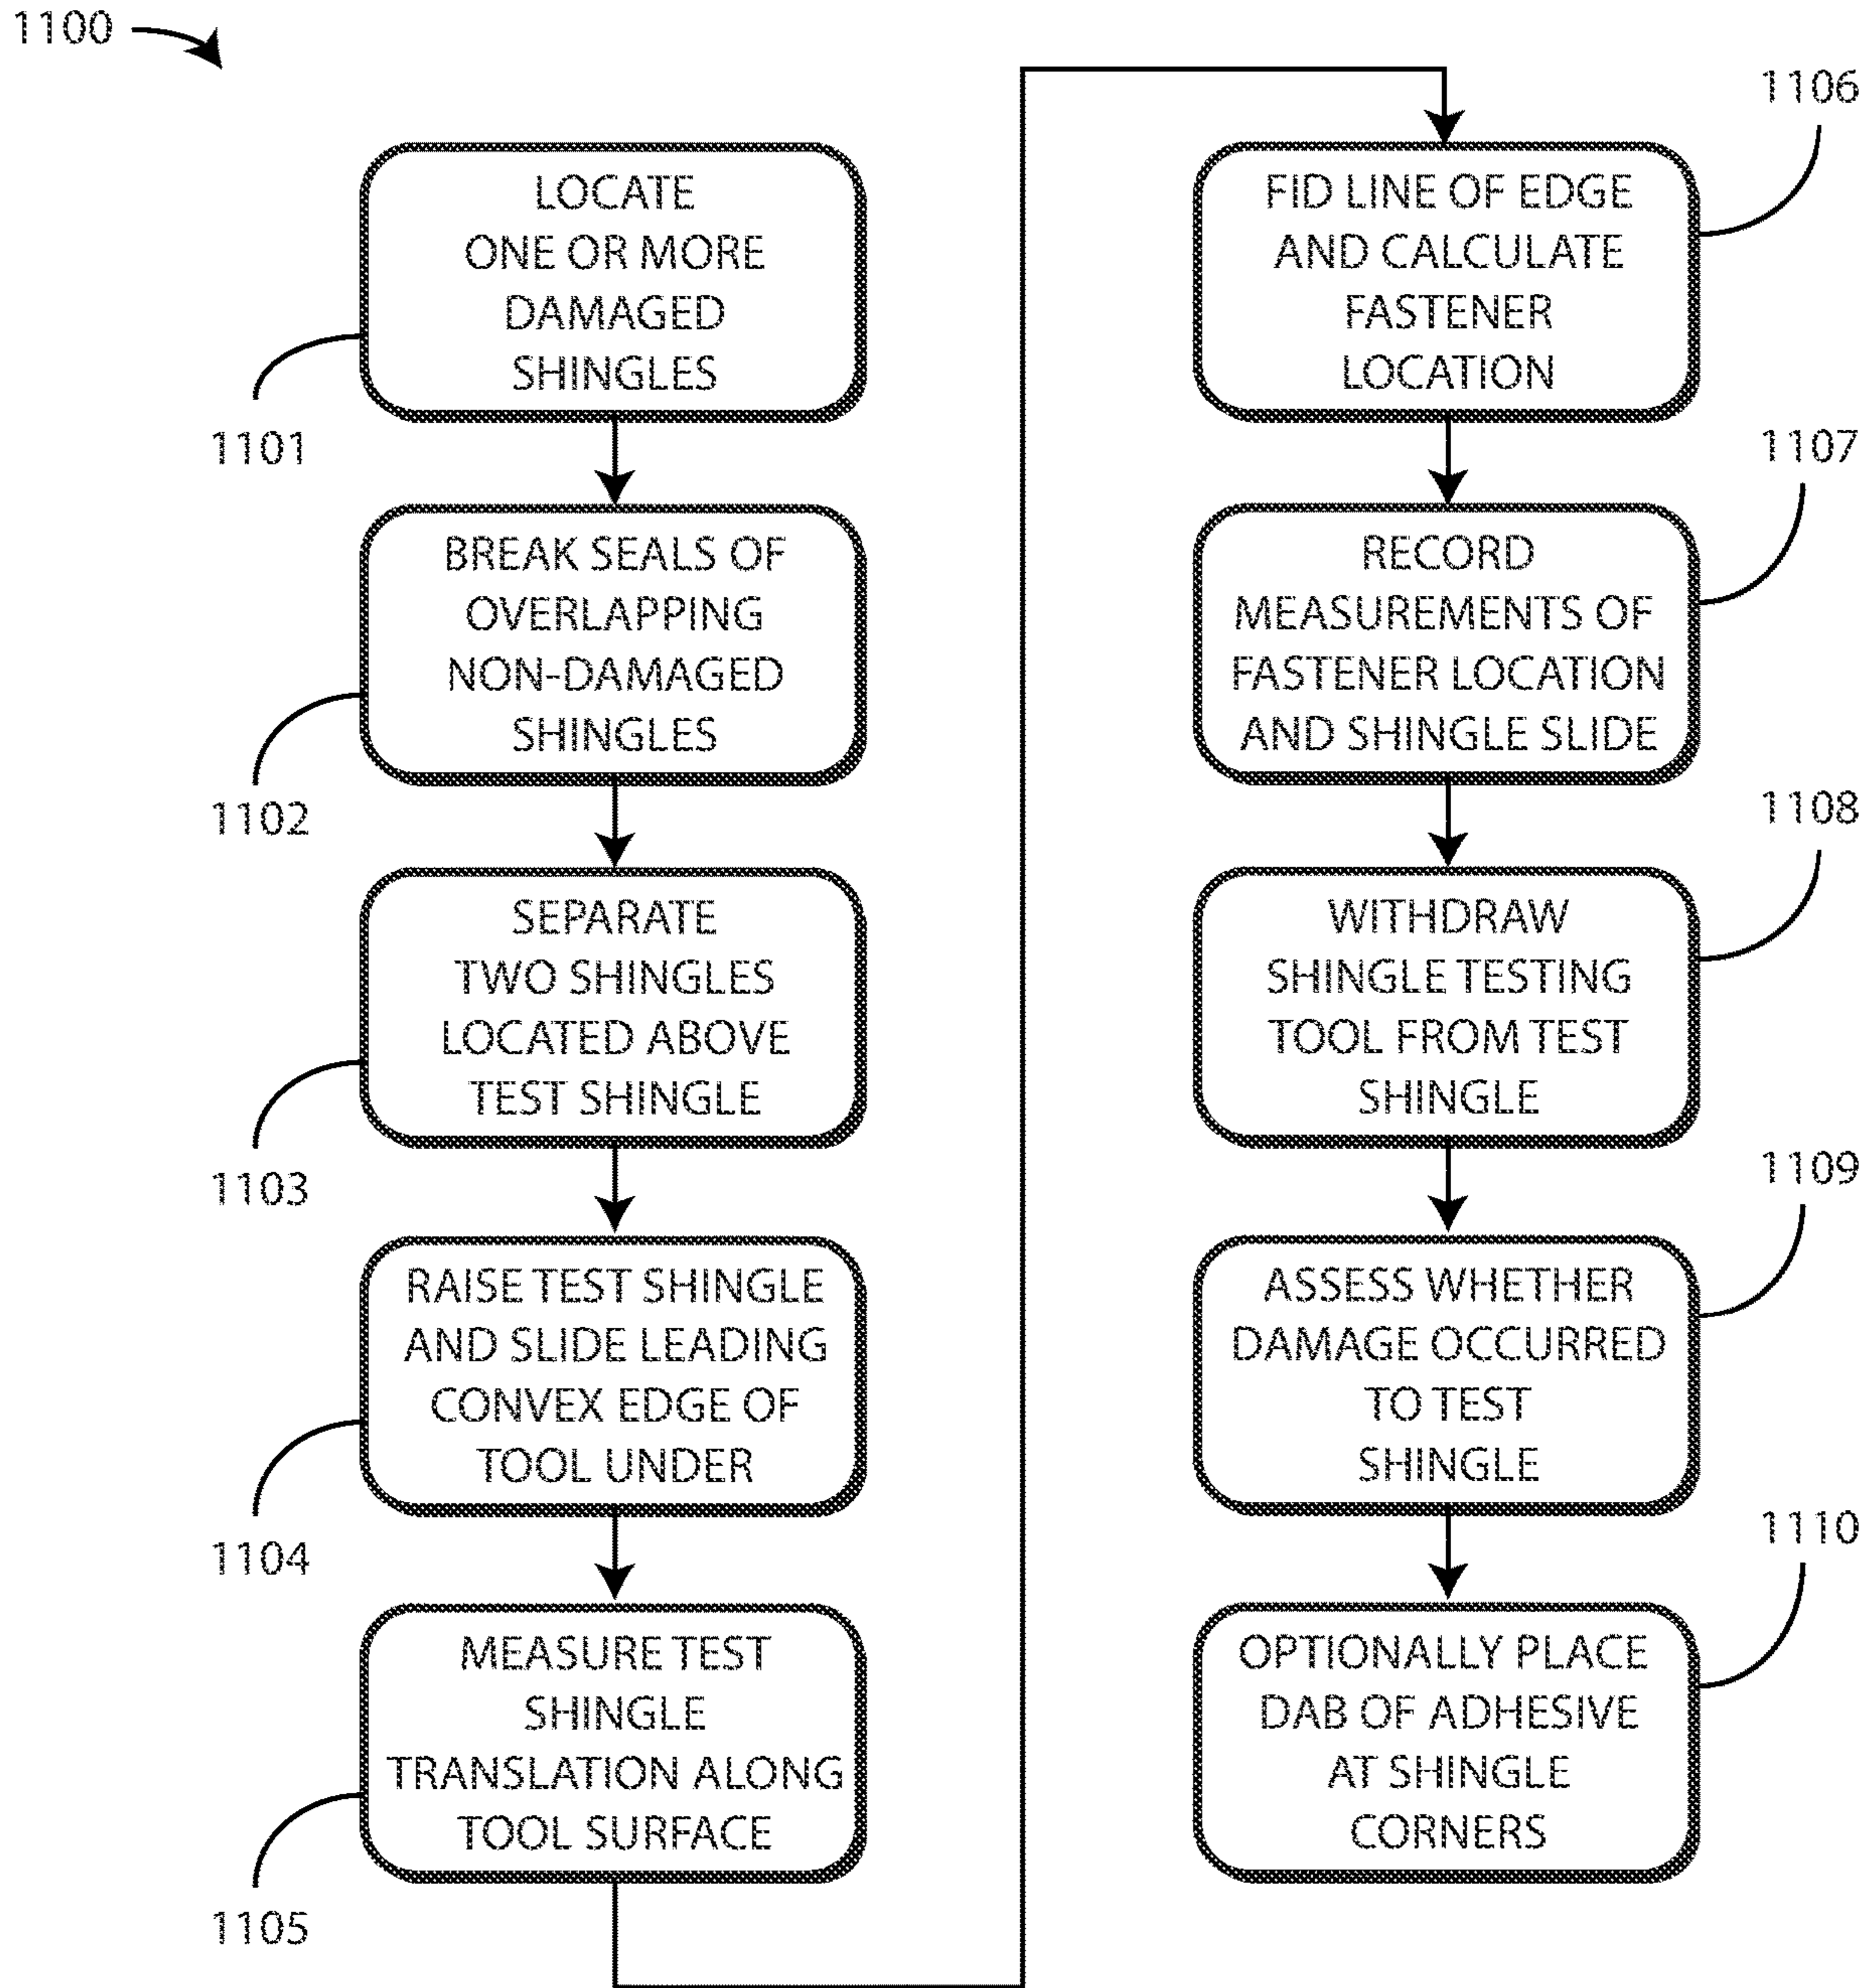 1100
LOCATE
ONE OR MORE
DAMAGED
SHINGLES
1101
BREAK SEALS OF
OVERLAPPING
NON-DAMAGED
SHINGLES
1102
SEPARATE
TWO SHINGLES
LOCATED ABOVE
TEST SHINGLE
1103
RAISE TEST SHINGLE
AND SLIDE LEADING
CONVEX EDGE OF
TOOL UNDER
1104
MEASURE TEST
SHINGLE
TRANSLATION ALONG
TOOL SURFACE
1105
1106
FID LINE OF EDGE
AND CALCULATE
FASTENER
LOCATION
1107
RECORD
MEASUREMENTS OF
FASTENER LOCATION
AND SHINGLE SLIDE
1108
WITHDRAW
SHINGLE TESTING
TOOL FROM TEST
SHINGLE
1109
ASSESS WHETHER
DAMAGE OCCURRED
TO TEST
SHINGLE
1110
OPTIONALLY PLACE
DAB OF ADHESIVE
AT SHINGLE
CORNERS